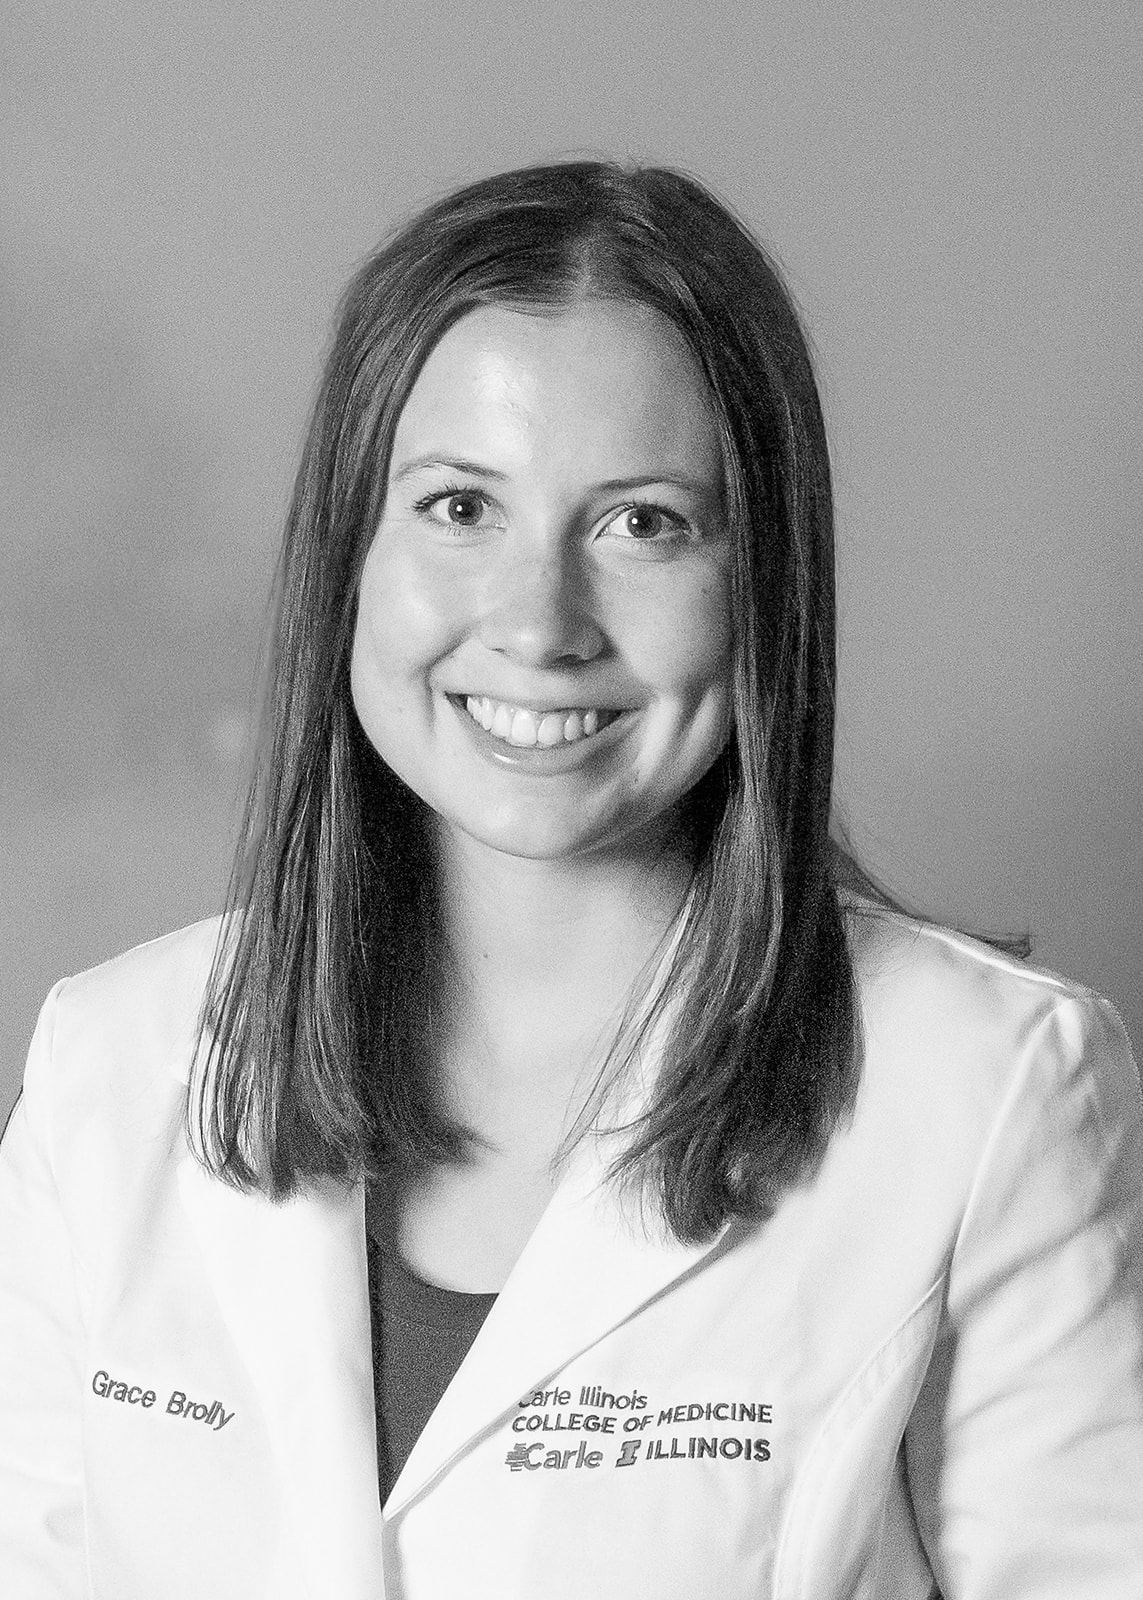 Grace Brolly
Carle Illinois
COLLEGE OF MEDICINE
Carle I ILLINOIS